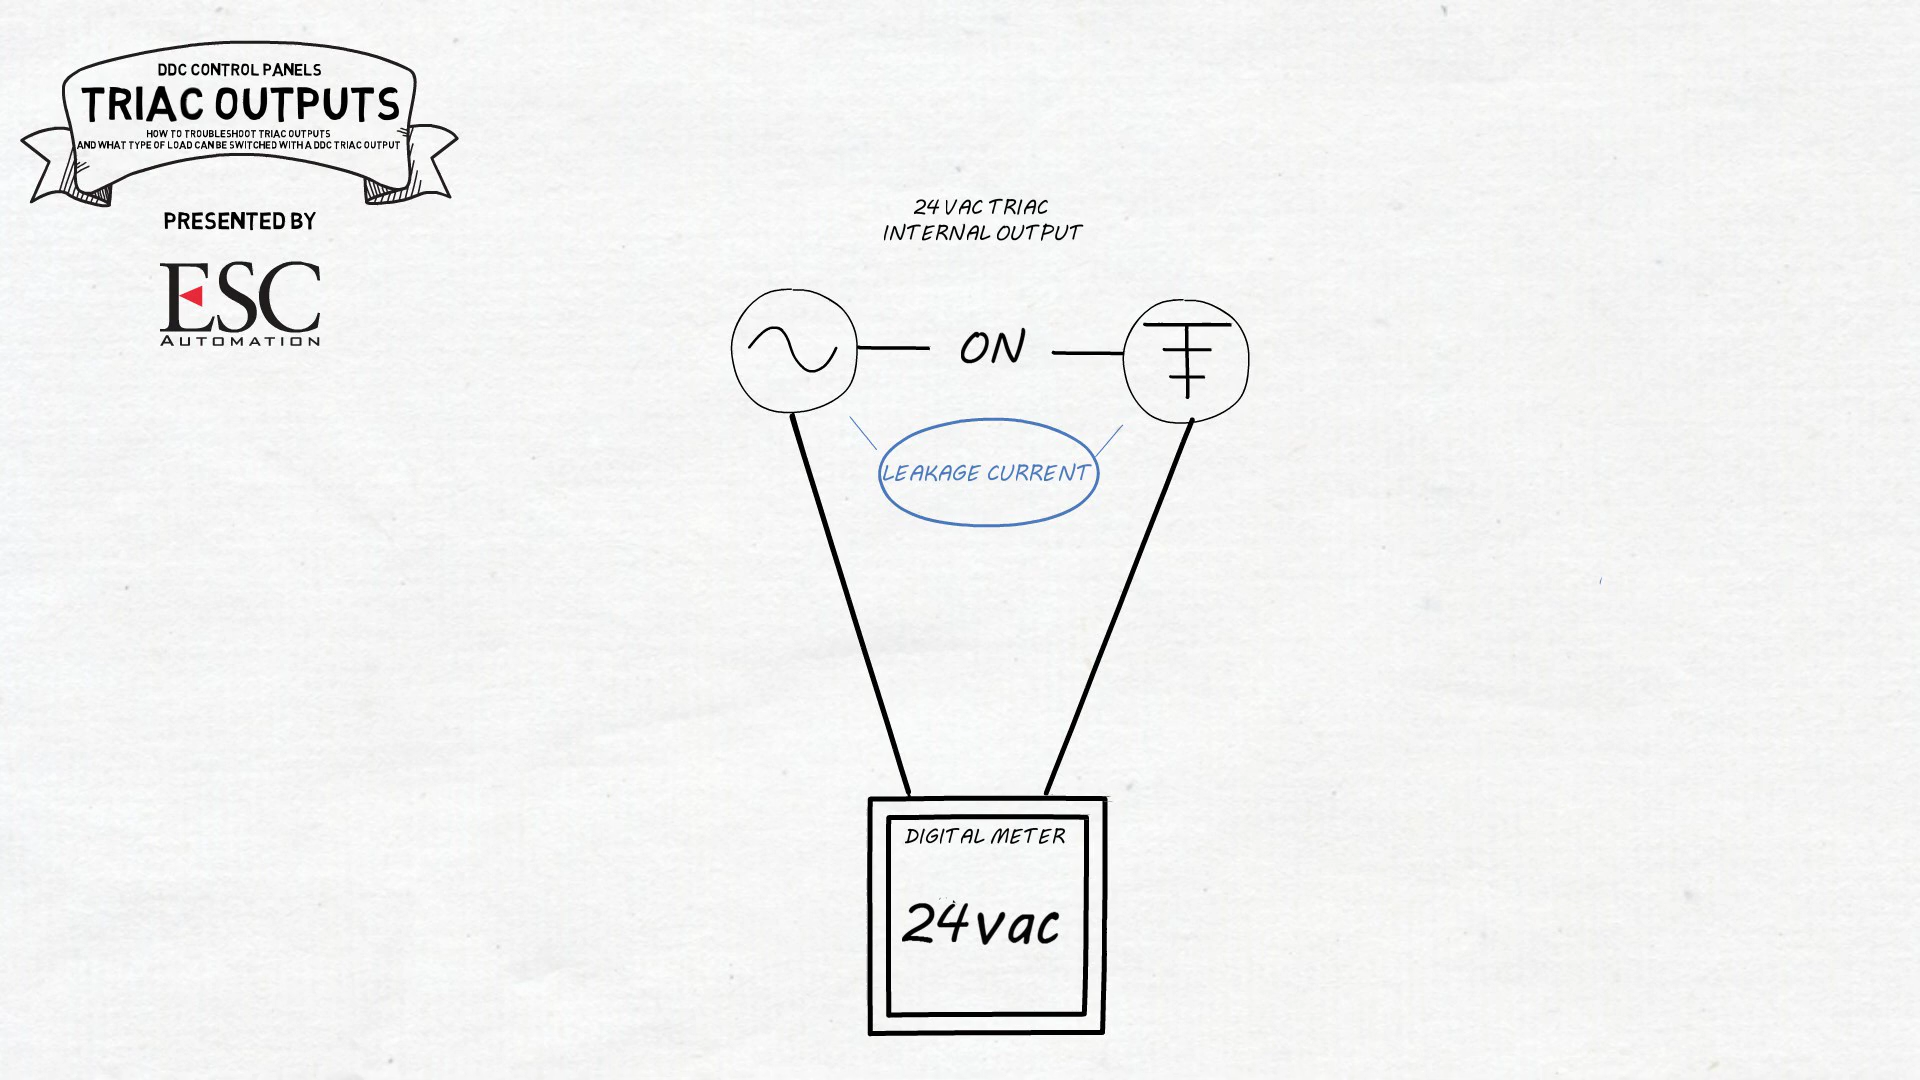 DDC CONTROL PANELS
TRIAC OUTPUTS
HOW TO TROUBLESHOOT TRIAC OUTPUTS
AND WHAT TYPE OF LOAD CAN BE SWITCHED WITH A DDC TRIAC OUTPUT
PRESENTED BY
ESC
AUTOMATION
24 VAC TRIAC
INTERNAL OUTPUT
ON
LEAKAGE CURRENT
DIGITAL METER
24vac